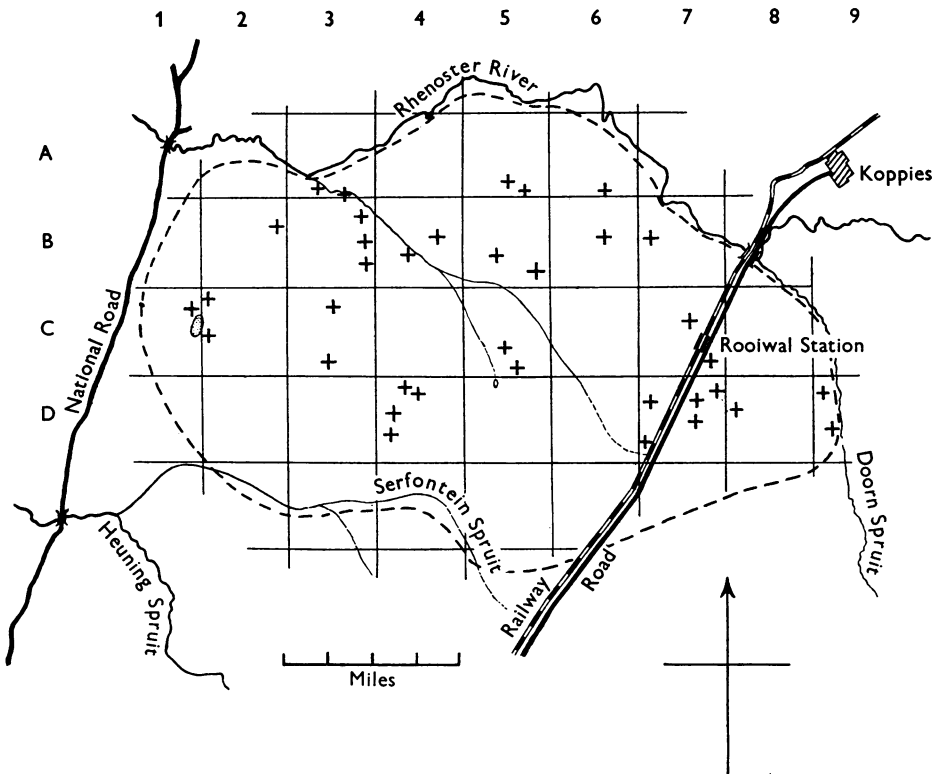 1 2 3 4 5 6 7 8 9
A
B
C
D
Rhenoster River
Koppies
National Road
Rooiwal Station
Serfontein Spruit
Doorn Spruit
Heuning Spruit
Railway
Road
Miles